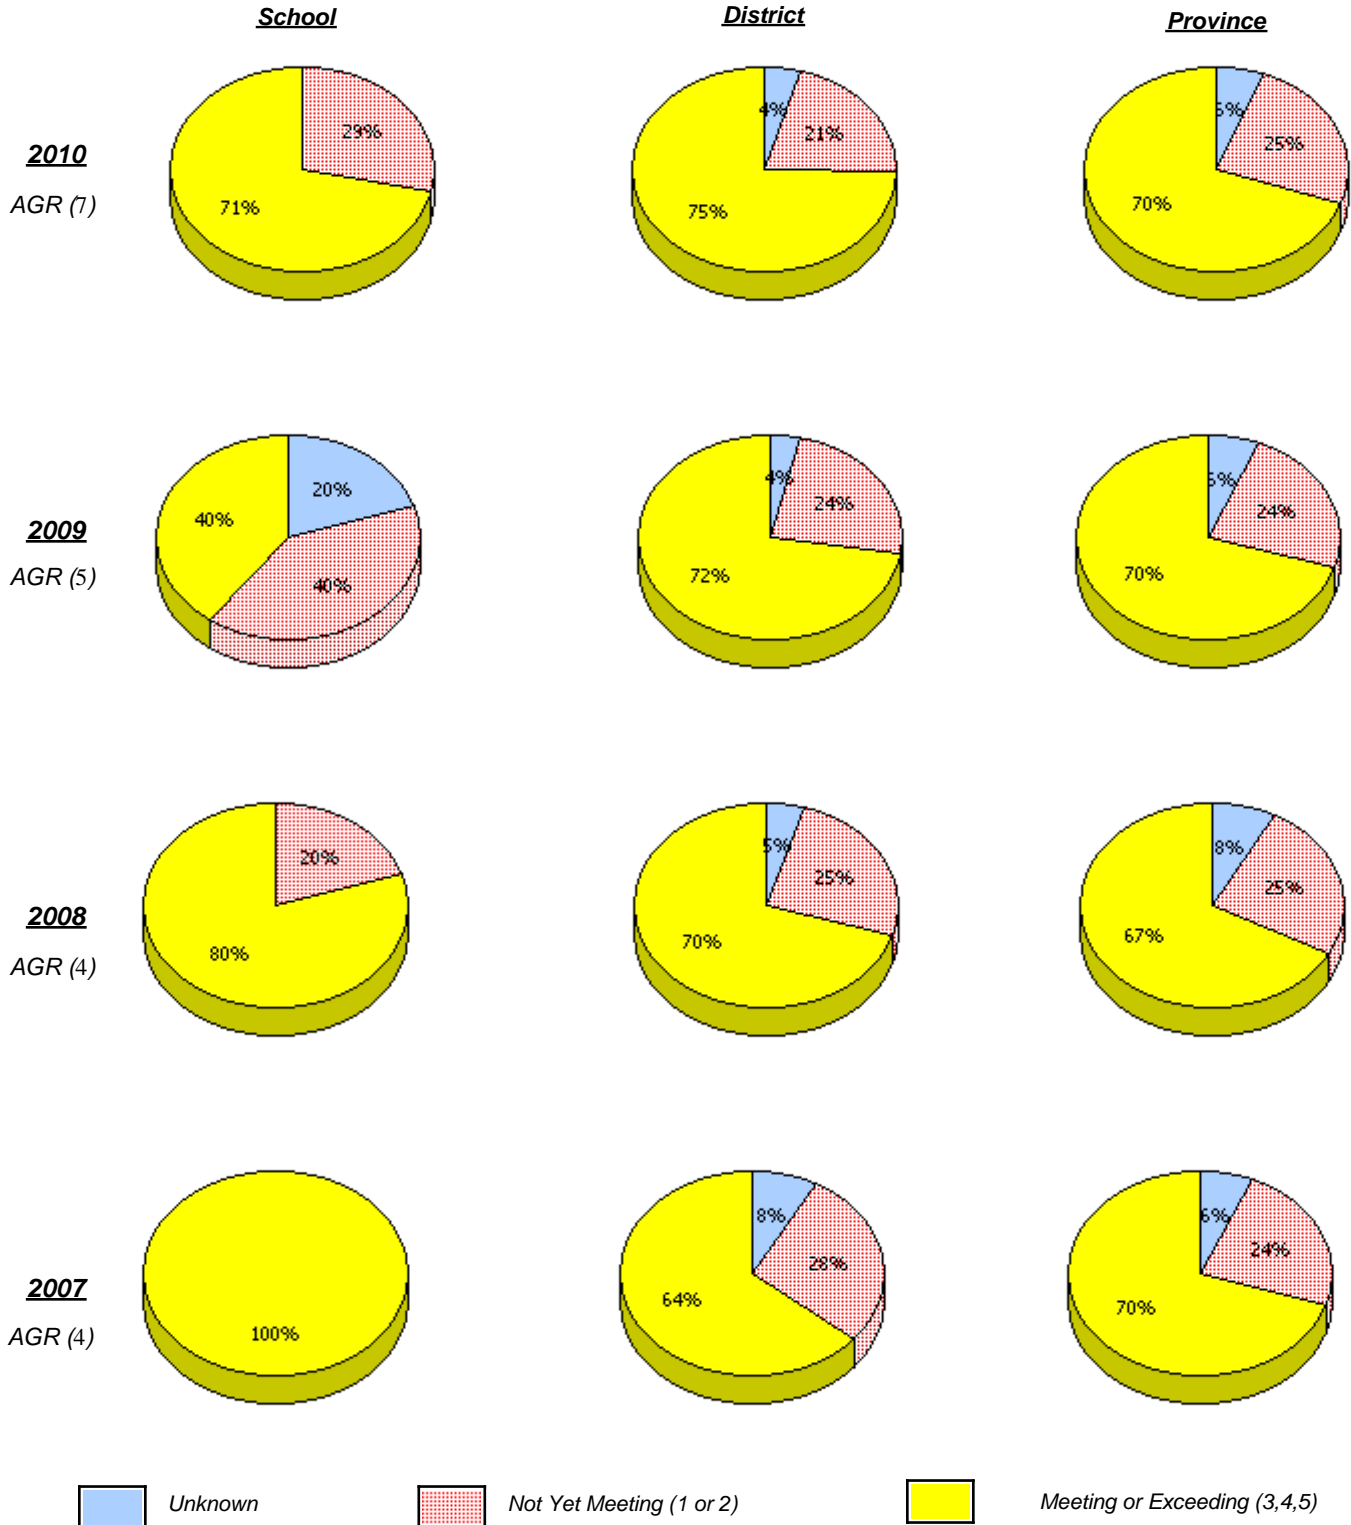 School District Province
4% 6%
29% 21% 25%
2010
AGR (7)
71% 75% 70%
20% 4% 6%
40% 24% 24%
2009
AGR (5)
40% 72% 70%
5% 8%
20% 25% 25%
2008
AGR (4)
80% 70% 67%
8% 6%
28% 24%
2007
AGR (4)
100% 64% 70%
Unknown Not Yet Meeting (1 or 2) Meeting or Exceeding (3,4,5)